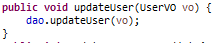 public void updateUser(UserVO vo) {
dao.updateUser(vo);
}